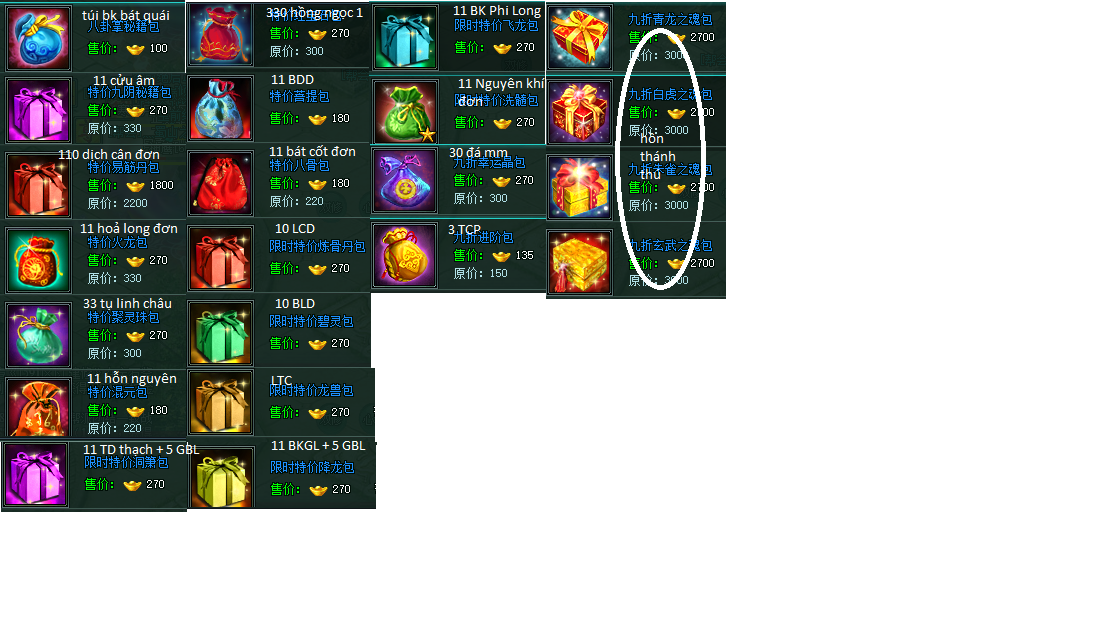 túi bk bát quái
八卦掌秘籍包
售价: 100
11 cửu âm
特价九阴秘籍包
售价: 270
原价: 330
110 dịch cân đơn
特价易筋丹包
售价: 1800
原价: 2200
11 hoả long đơn
特价火龙包
售价: 270
原价: 330
33 tụ linh châu
特价聚灵珠包
售价: 270
原价: 300
11 hỗn nguyên
特价混元包
售价: 180
原价: 220
11 TD thạch + 5 GBL
限时特价洞箫包
售价: 270
330 hồng ngọc 1
售价: 270
原价: 300
11 BDD
特价菩提包
售价: 180
11 bát cốt đơn
特价八骨包
售价: 180
原价: 220
10 LCD
限时特价炼骨丹包
售价: 270
10 BLD
限时特价碧灵包
售价: 270
LTC
限时特价龙兽包
售价: 270
11 BKGL + 5 GBL
限时特价降龙包
售价: 270
11 BK Phi Long
限时特价飞龙包
售价: 270
11 Nguyên khí
đơn
限时特价洗髓包
售价: 270
30 đá mm
九折幸运晶包
售价: 270
原价: 300
3 TCP
九折进阶包
售价: 135
原价: 150
九折青龙之魂包
售价: 2700
原价: 3000
九折白虎之魂包
售价: 2700
原价: 3000
hồn
thánh
thú
九折朱雀之魂包
售价: 2700
原价: 3000
九折玄武之魂包
售价: 2700
原价: 3000